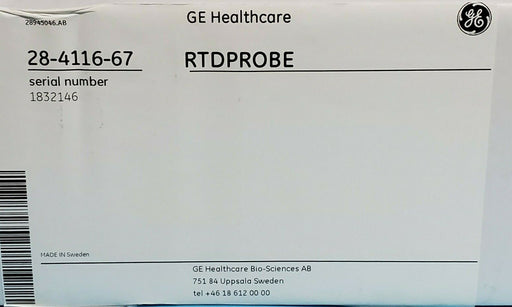 28945046.AB
GE Healthcare
GE
28-4116-67 RTDPROBE
serial number
1832146
MADE IN Sweden
GE Healthcare Bio-Sciences AB
751 84 Uppsala Sweden
tel +46 18 612 00 00